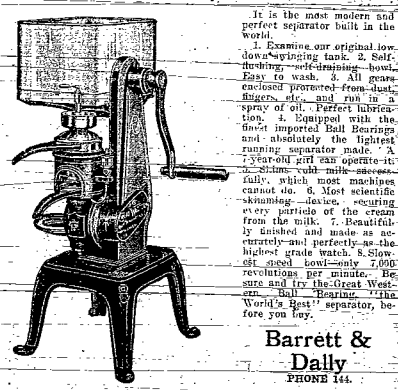 It is the most modern and
perfect separator built in the
world.
1. Examine our original low
down swinging tank. 2. Self-
flushing, self-draining bowl.
Easy to wash. 3. All gears
enclosed protected from dust,
fingers, etc., and run in a
spray of oil. Perfect lubrica-
tion. 4. Equipped with the
finest imported Ball Bearings
and absolutely the lightest
running separator made. A
7-year-old girl can operate it.
5. Skims cold milk success-
fully, which most machines
cannot do. 6. Most scientific
skimming device, securing
every particle of the cream
from the milk. 7. Beautiful-
ly finished and made as ac-
curately and perfectly as the
highest grade watch. 8. Slow-
est speed bowl—only 7,000
revolutions per minute. Be
sure and try the Great West-
ern Ball Bearing, "the
World's Best" separator, be-
fore you buy.
Barrett &
Dally
PHONE 144.